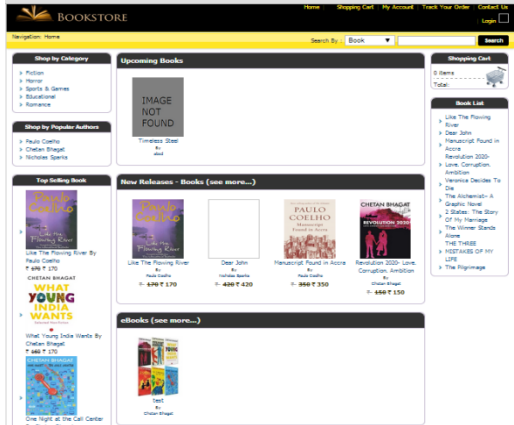 BOOKSTORE
Home
Shopping Cart
My Account
Track Your Order
Contact Us
Login
Navigation: Home
Search By :
Book
Search
Shop by Category
Fiction
Horror
Sports & Games
Educational
Romance
Shop by Popular Authors
Paulo Coelho
Chetan Bhagat
Nicholas Sparks
Top Selling Book
Paulo
Coelho
Like The
Flowing River
Like The Flowing River By
Paulo Coelho
170
CHETAN BHAGAT
WHAT
YOUNG
INDIA
WANTS
What Young India Wants By
Chetan Bhagat
₹ 170
CHETAN BHAGAT
One Night at the Call Center
Upcoming Books
IMAGE
NOT
FOUND
Timeless Steel
By
New Releases - Books (see more...)
Paulo
Coelho
Like The
Flowing River
Like The Flowing River
By
Paulo Coelho
170 ₹ 170
Dear John
By
Nicholas Sparks
420 ₹ 420
PAULO
COELHO
Manuscript
Found in Accra
Manuscript Found in Accra
By
Paulo Coelho
350 ₹ 350
CHETAN BHAGAT
REVOLUTION 2020
Revolution 2020- Love,
Corruption, Ambition
By
Chetan Bhagat
150 ₹ 150
eBooks (see more...)
test
By
Chetan Bhagat
Shopping Cart
0 items
Total:
Book List
Like The Flowing
River
Dear John
Manuscript Found in
Accra
Revolution 2020-
Love, Corruption,
Ambition
Veronica Decides To
Die
The Alchemist- A
Graphic Novel
2 States: The Story
Of My Marriage
The Winner Stands
Alone
THE THREE
MISTAKES OF MY
LIFE
The Pilgrimage